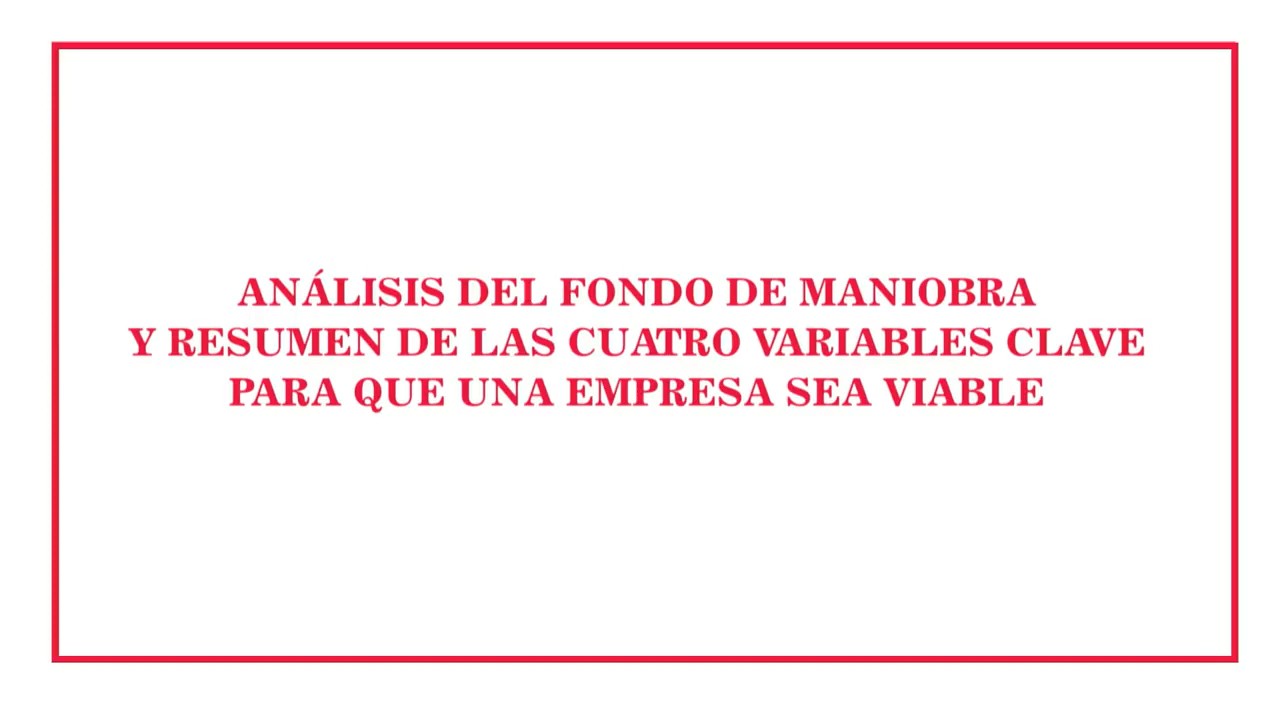 ANÁLISIS DEL FONDO DE MANIOBRA
Y RESUMEN DE LAS CUATRO VARIABLES CLAVE
PARA QUE UNA EMPRESA SEA VIABLE